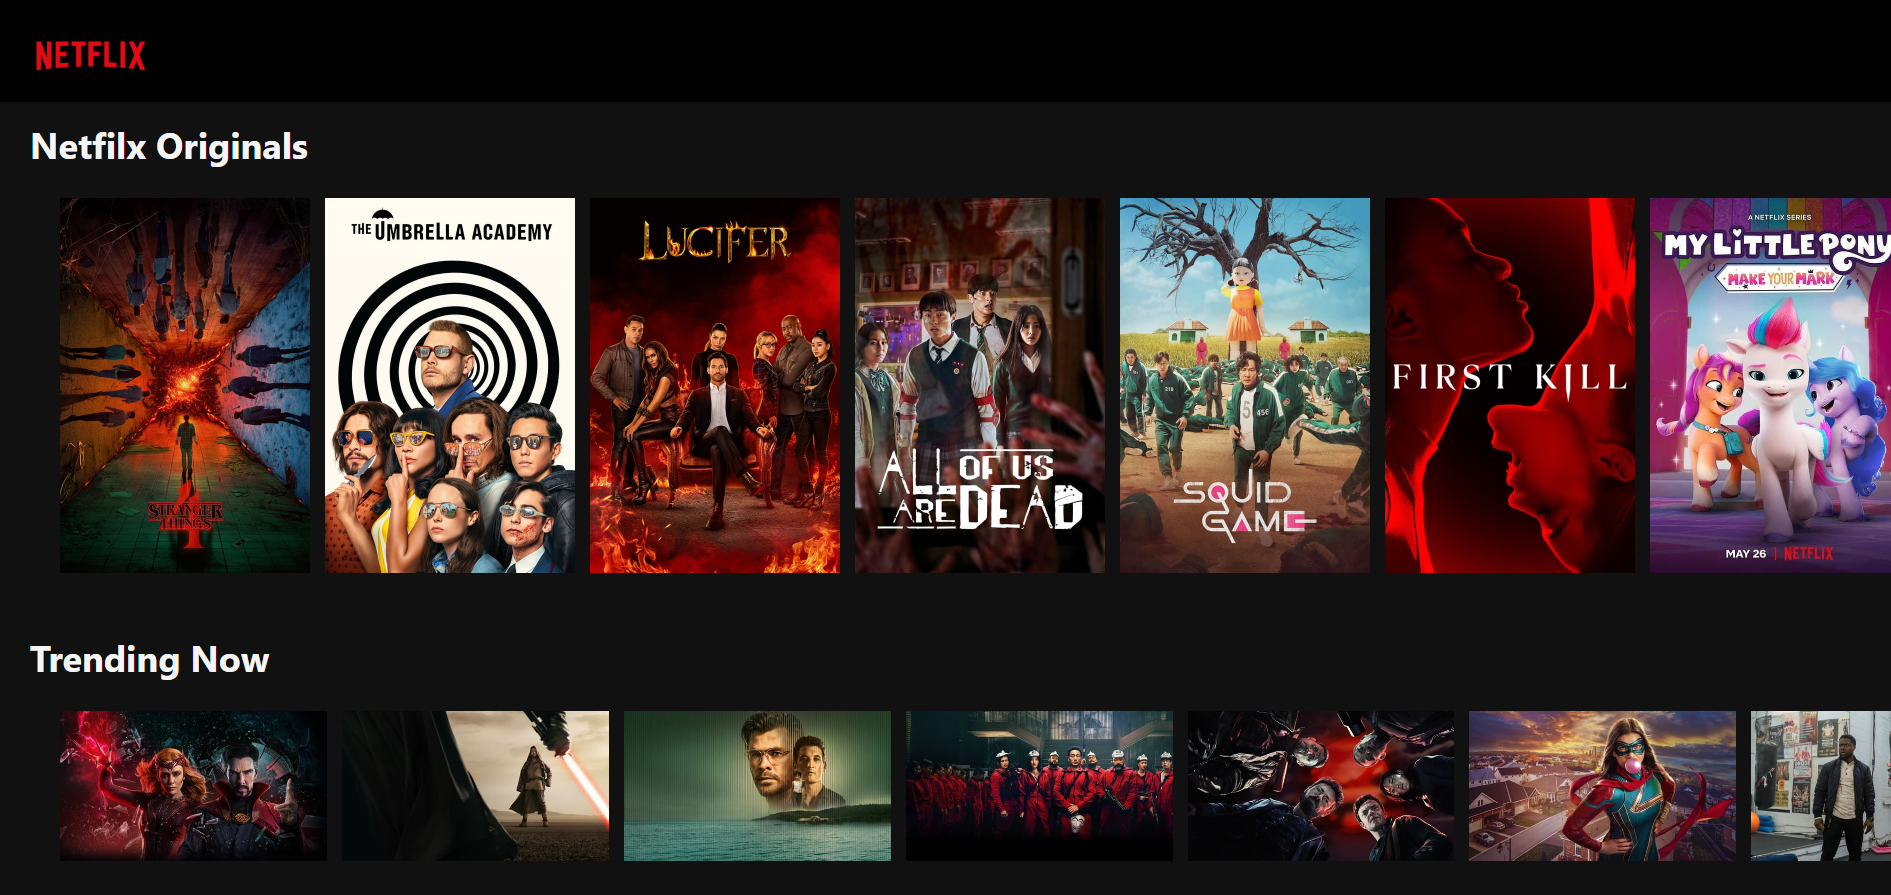 NETFLIX
Netfilx Originals
STRANGER
THINGS
4
THE UMBRELLA ACADEMY
LUCIFER
ALL OF US
ARE DEAD
SQUID
GAME
FIRST KILL
A NETFLIX SERIES
MY LITTLE PONY
MAKE YOUR MARK
MAY 26 | NETFLIX
456
Trending Now